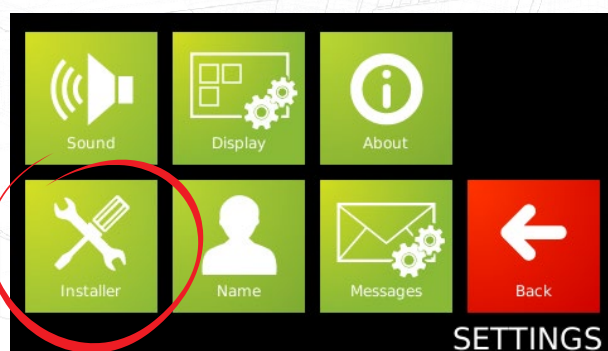 Sound
Display
About
Installer
Name
Messages
Back
SETTINGS